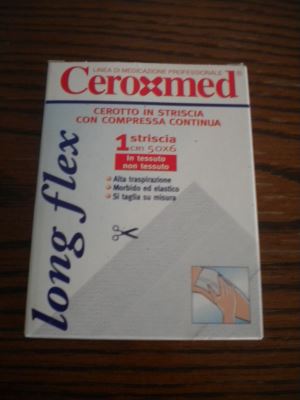 LINEA DI MEDICAZIONE PROFESSIONALE
Ceroxmed®
CEROTTO IN STRISCIA
CON COMPRESSA CONTINUA
1 striscia
cm 50x6
In tessuto
non tessuto
• Alta traspirazione
• Morbido ed elastico
• Si taglia su misura
long flex